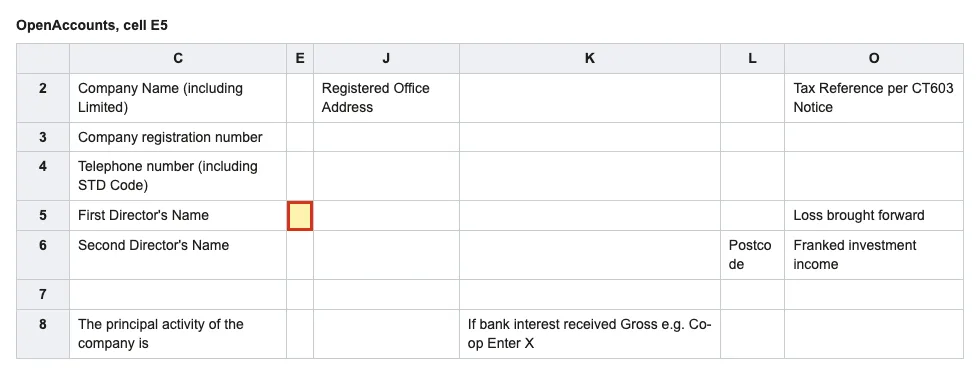 OpenAccounts, cell E5
C E J K L O
2 Company Name (including Registered Office Tax Reference per CT603
Limited) Address Notice
3 Company registration number
4 Telephone number (including
STD Code)
5 First Director's Name Loss brought forward
6 Second Director's Name Postco Franked investment
de income
7
8 The principal activity of the If bank interest received Gross e.g. Co-
company is op Enter X